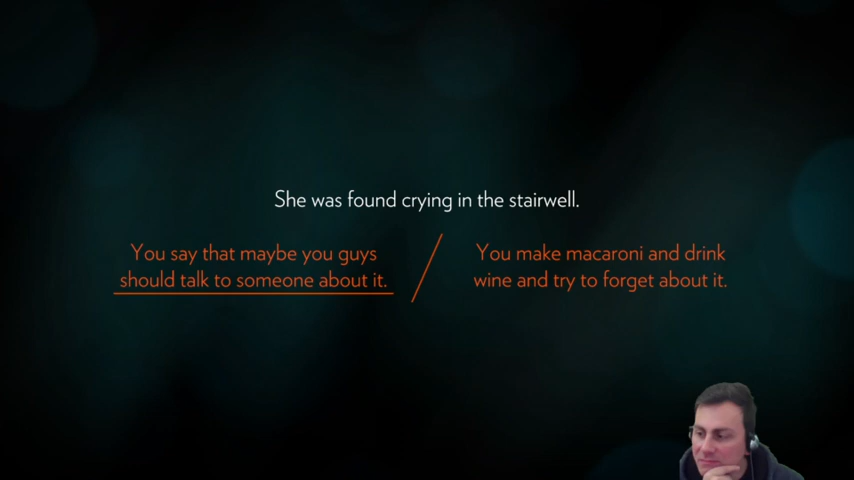 She was found crying in the stairwell.
You say that maybe you guys
should talk to someone about it.
You make macaroni and drink
wine and try to forget about it.